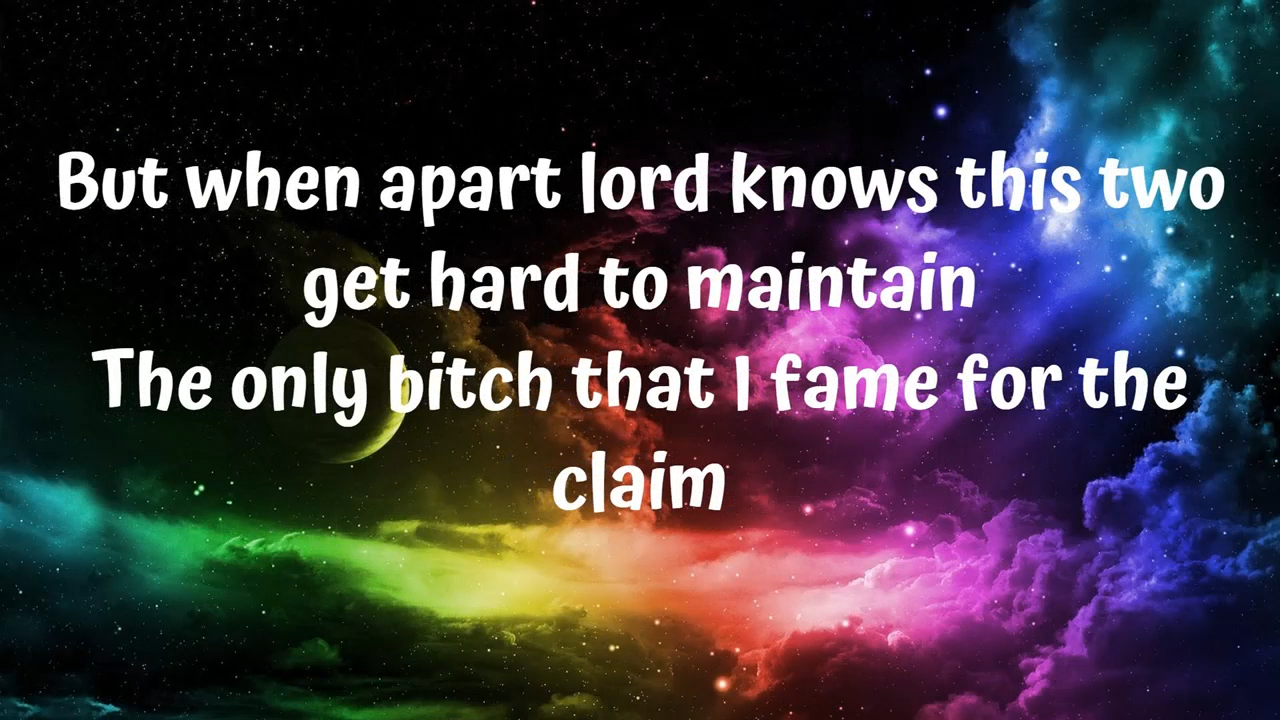 But when apart lord knows this two
get hard to maintain
The only bitch that I fame for the
claim